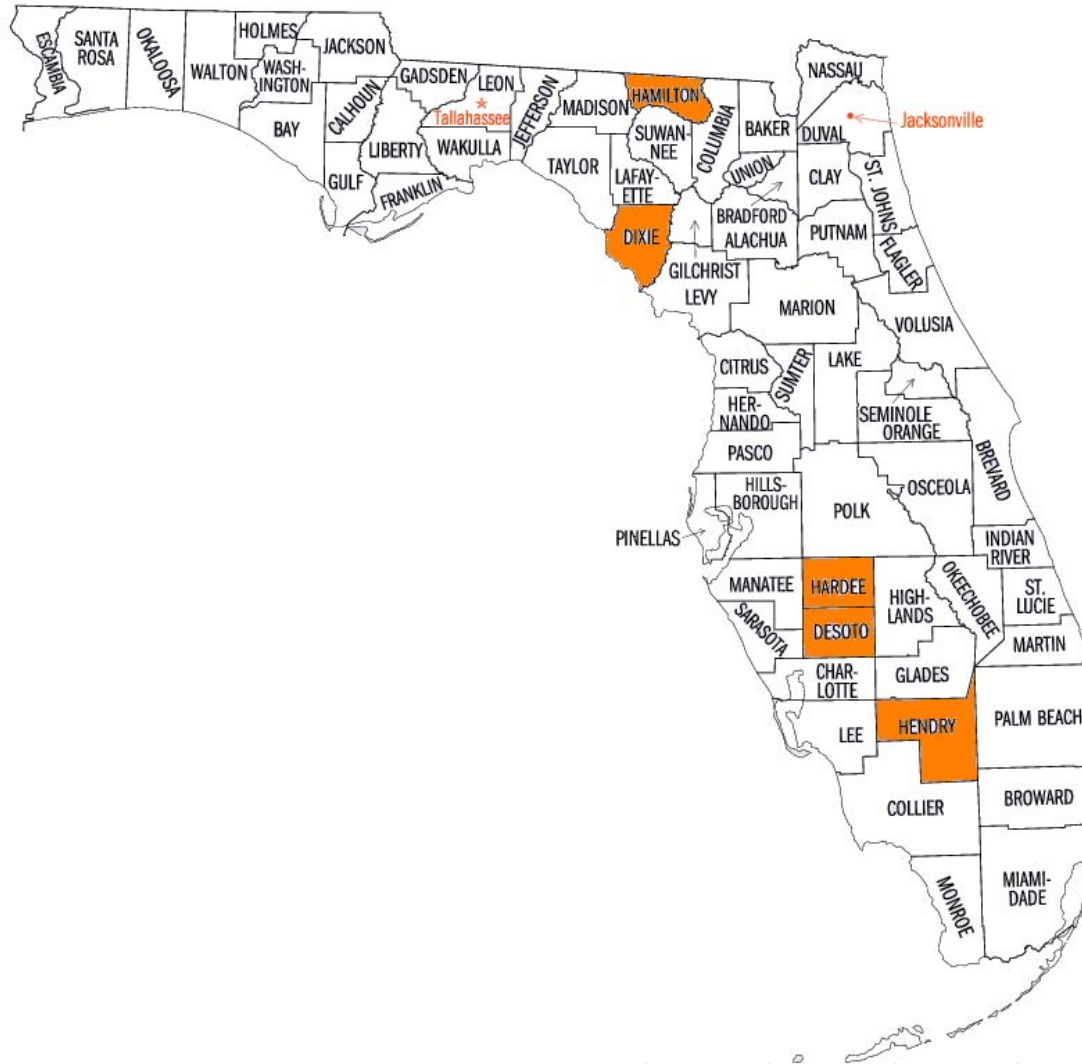 ESCAMBIA
SANTA
ROSA
OKALOOSA
WALTON
HOLMES
WASH-
INGTON
JACKSON
BAY
CALHOUN
GULF
LIBERTY
GADSDEN
LEON
Tallahassee
WAKULLA
FRANKLIN
JEFFERSON
MADISON
TAYLOR
HAMILTON
SUWAN-
NEE
LAFAY-
ETTE
DIXIE
COLUMBIA
BAKER
UNION
BRADFORD
ALACHUA
GILCHRIST
LEVY
NASSAU
DUVAL
Jacksonville
CLAY
ST. JOHNS
PUTNAM
FLAGLER
MARION
VOLUSIA
CITRUS
SUMTER
LAKE
HER-
NANDO
SEMINOLE
ORANGE
PASCO
BREVARD
HILLS-
BOROUGH
PINELLAS
POLK
OSCEOLA
INDIAN
RIVER
MANATEE
HARDEE
HIGH-
LANDS
OKEECHOBEE
ST.
LUCIE
SARASOTA
DESOTO
MARTIN
CHAR-
LOTTE
GLADES
LEE
HENDRY
PALM BEACH
COLLIER
BROWARD
MONROE
MIAMI-
DADE